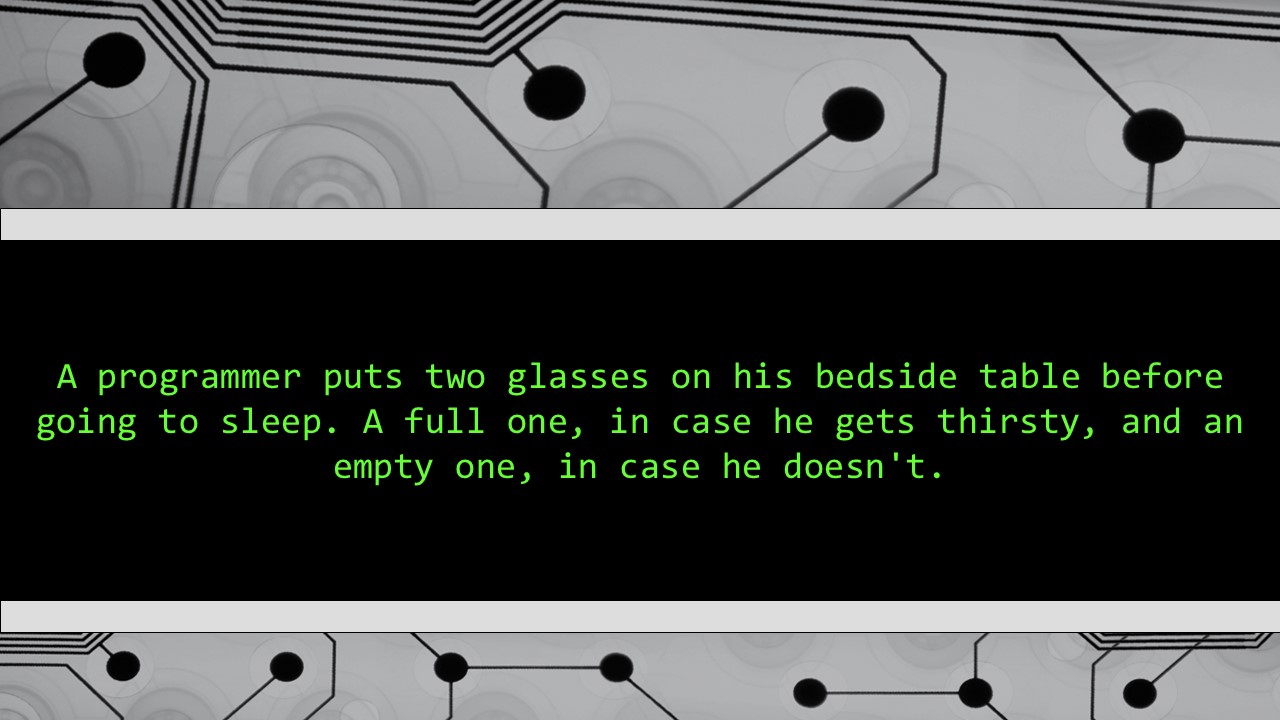 A programmer puts two glasses on his bedside table before
going to sleep. A full one, in case he gets thirsty, and an
empty one, in case he doesn't.